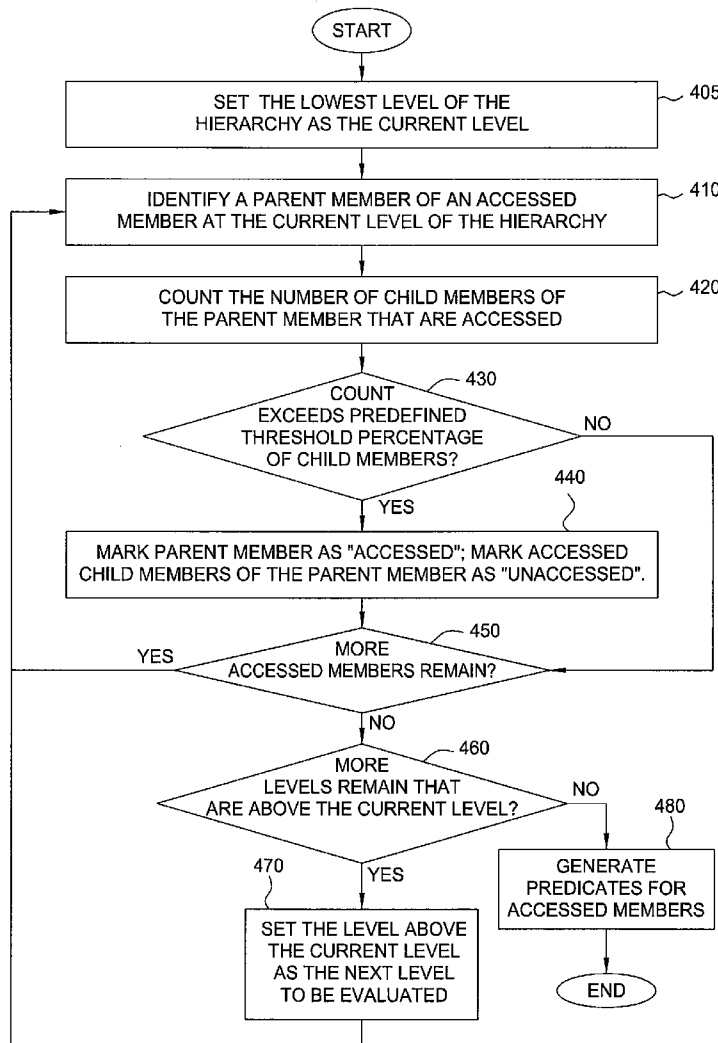 START
SET THE LOWEST LEVEL OF THE
HIERARCHY AS THE CURRENT LEVEL
405
IDENTIFY A PARENT MEMBER OF AN ACCESSED
MEMBER AT THE CURRENT LEVEL OF THE HIERARCHY
410
COUNT THE NUMBER OF CHILD MEMBERS OF
THE PARENT MEMBER THAT ARE ACCESSED
420
430
COUNT
EXCEEDS PREDEFINED
THRESHOLD PERCENTAGE
OF CHILD MEMBERS?
NO
YES
440
MARK PARENT MEMBER AS "ACCESSED"; MARK ACCESSED
CHILD MEMBERS OF THE PARENT MEMBER AS "UNACCESSED".
450
YES
MORE
ACCESSED MEMBERS REMAIN?
NO
460
MORE
LEVELS REMAIN THAT
ARE ABOVE THE CURRENT LEVEL?
NO
480
YES
470
GENERATE
PREDICATES FOR
ACCESSED MEMBERS
SET THE LEVEL ABOVE
THE CURRENT LEVEL
AS THE NEXT LEVEL
TO BE EVALUATED
END